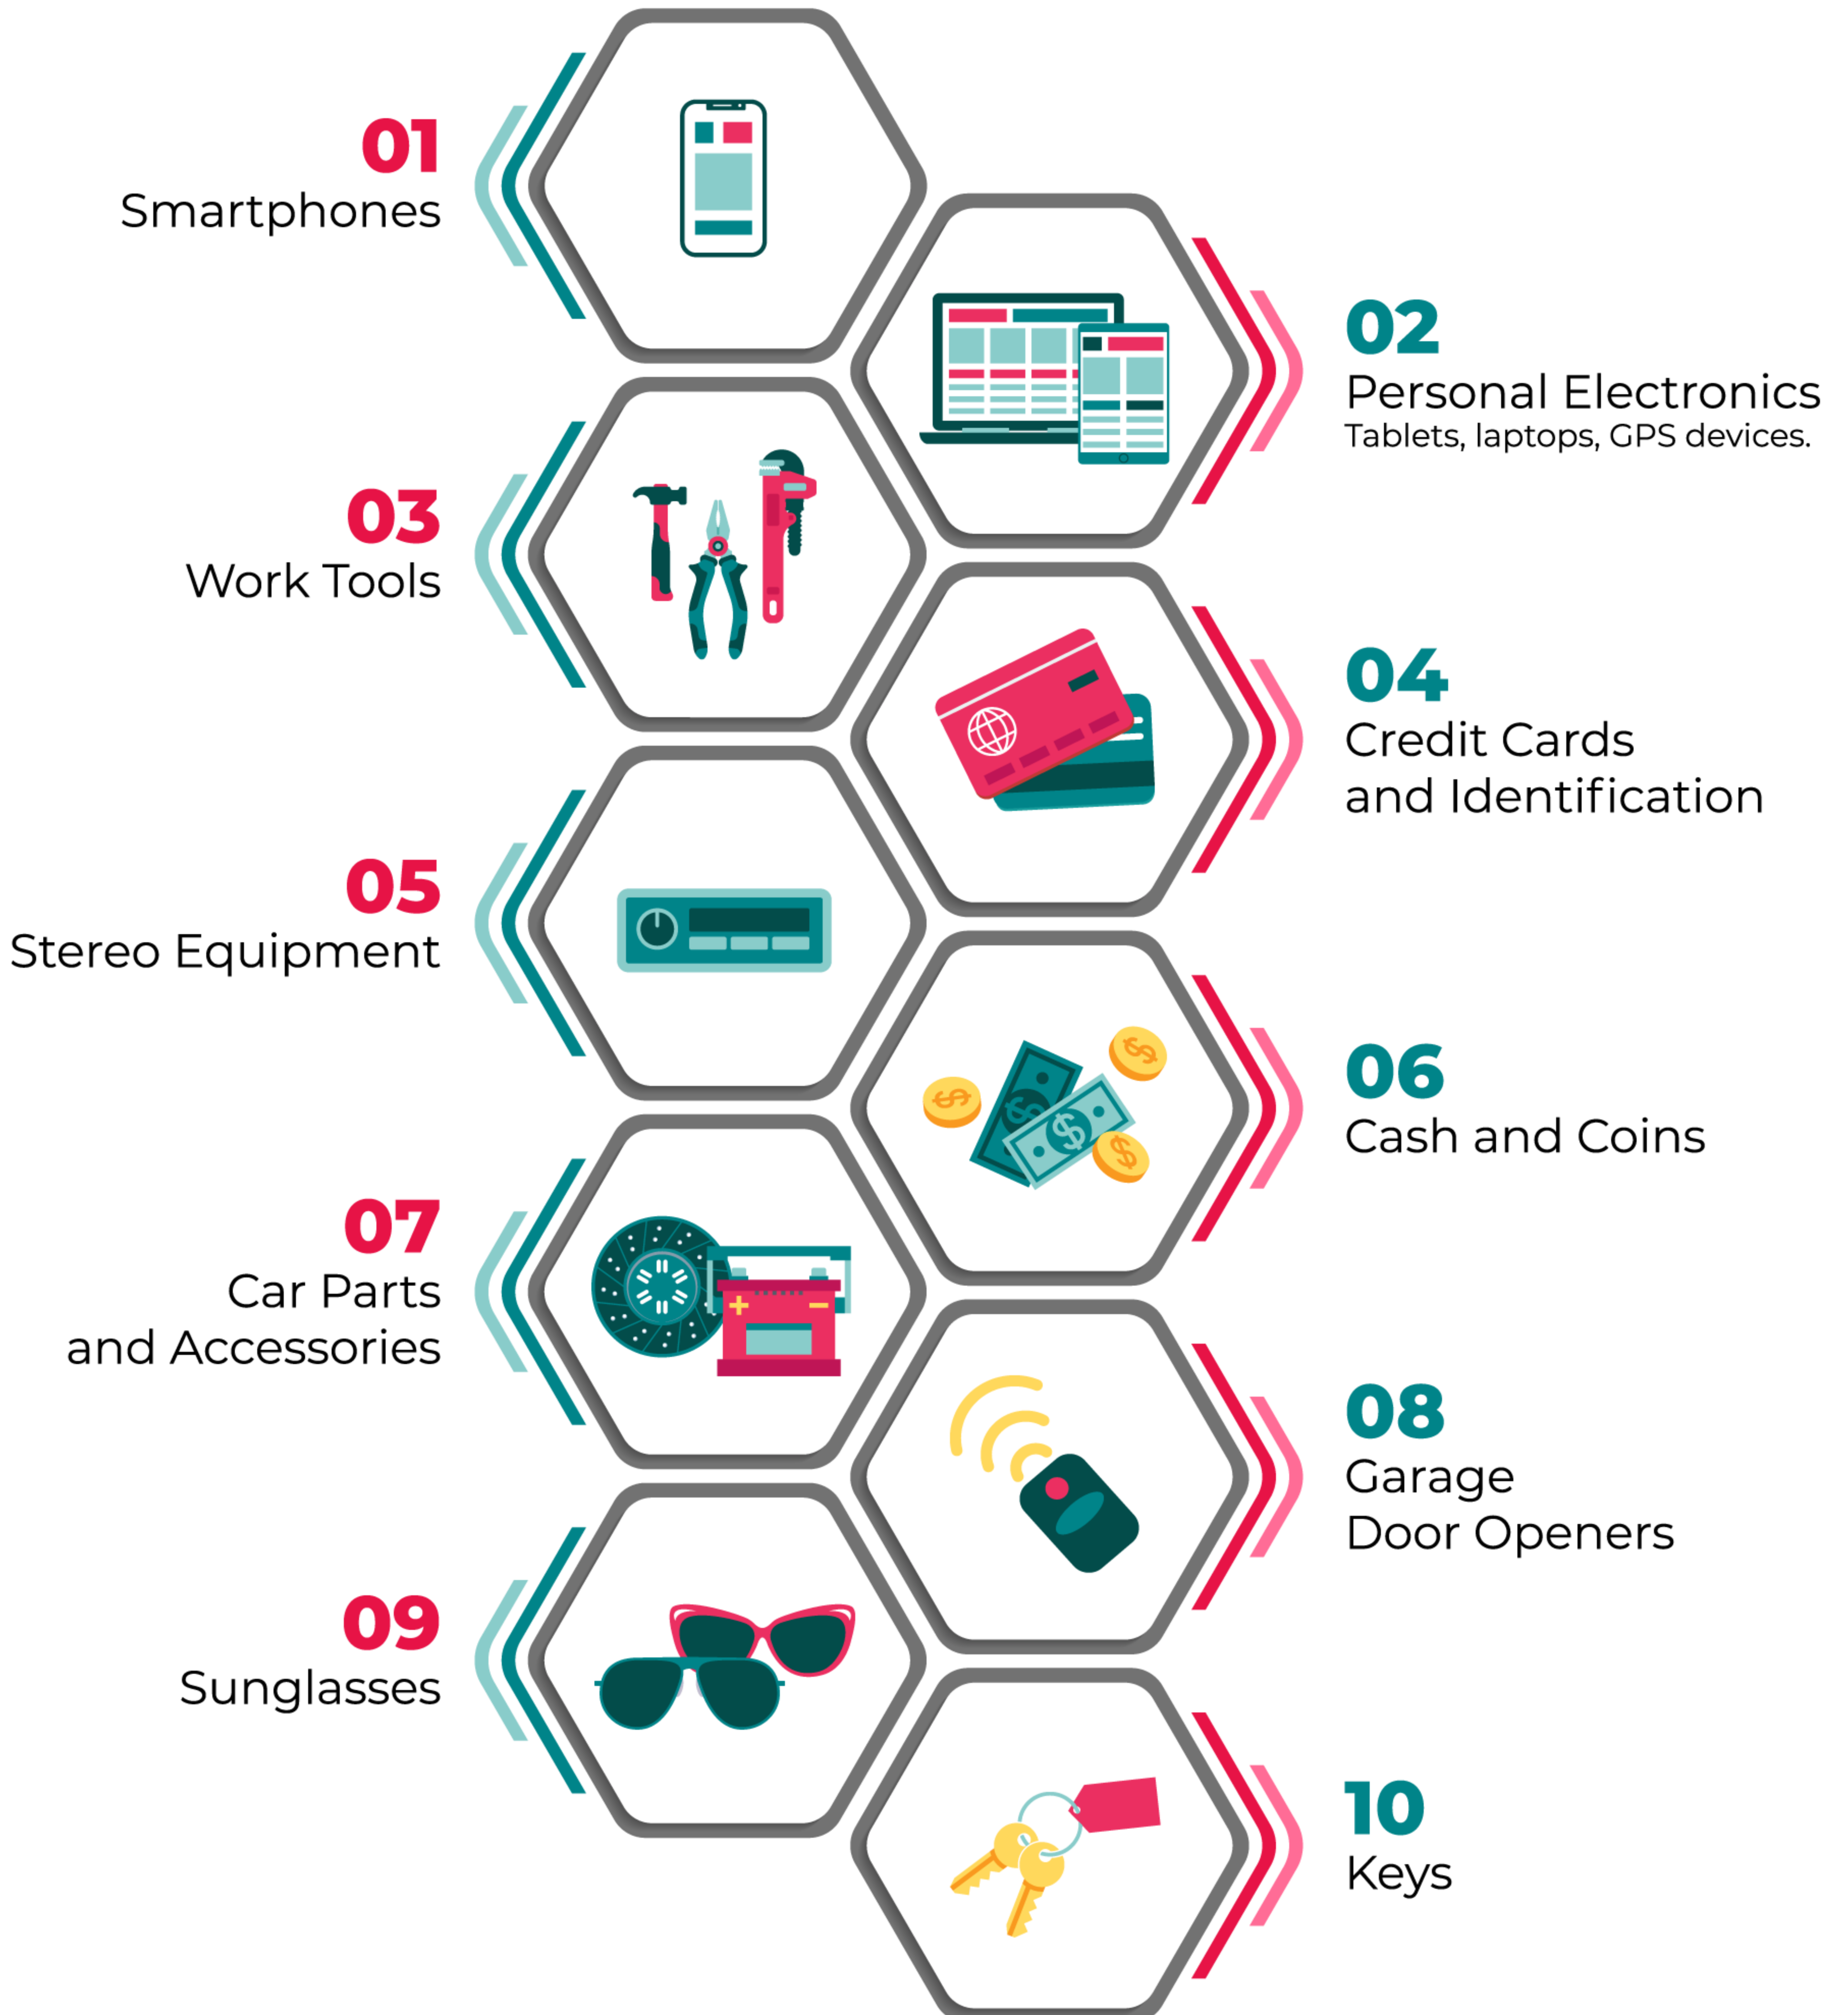 01
Smartphones
02
Personal Electronics
Tablets, laptops, GPS devices.
03
Work Tools
04
Credit Cards
and Identification
05
Stereo Equipment
06
Cash and Coins
07
Car Parts
and Accessories
08
Garage
Door Openers
09
Sunglasses
10
Keys